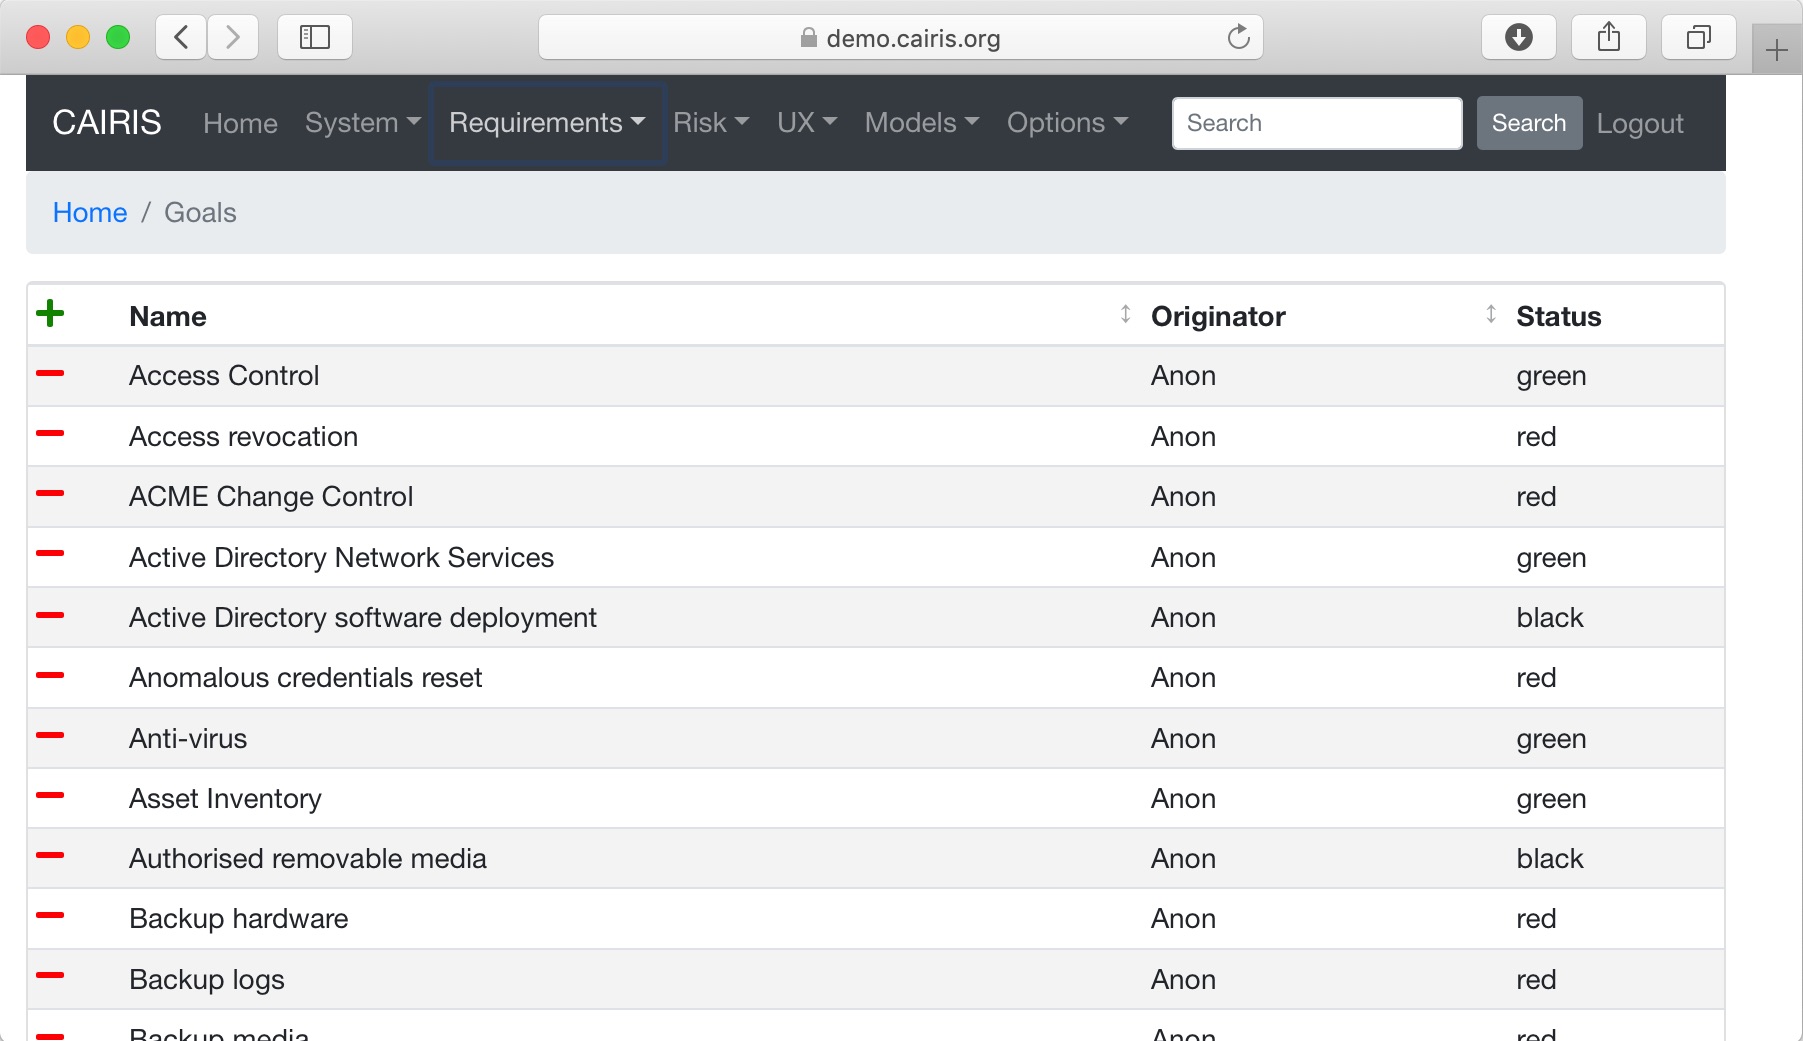 demo.cairis.org
CAIRIS Home System Requirements Risk UX Models Options Search Search Logout
Home / Goals
Name Originator Status
Access Control Anon green
Access revocation Anon red
ACME Change Control Anon red
Active Directory Network Services Anon green
Active Directory software deployment Anon black
Anomalous credentials reset Anon red
Anti-virus Anon green
Asset Inventory Anon green
Authorised removable media Anon black
Backup hardware Anon red
Backup logs Anon red
Backup media Anon red